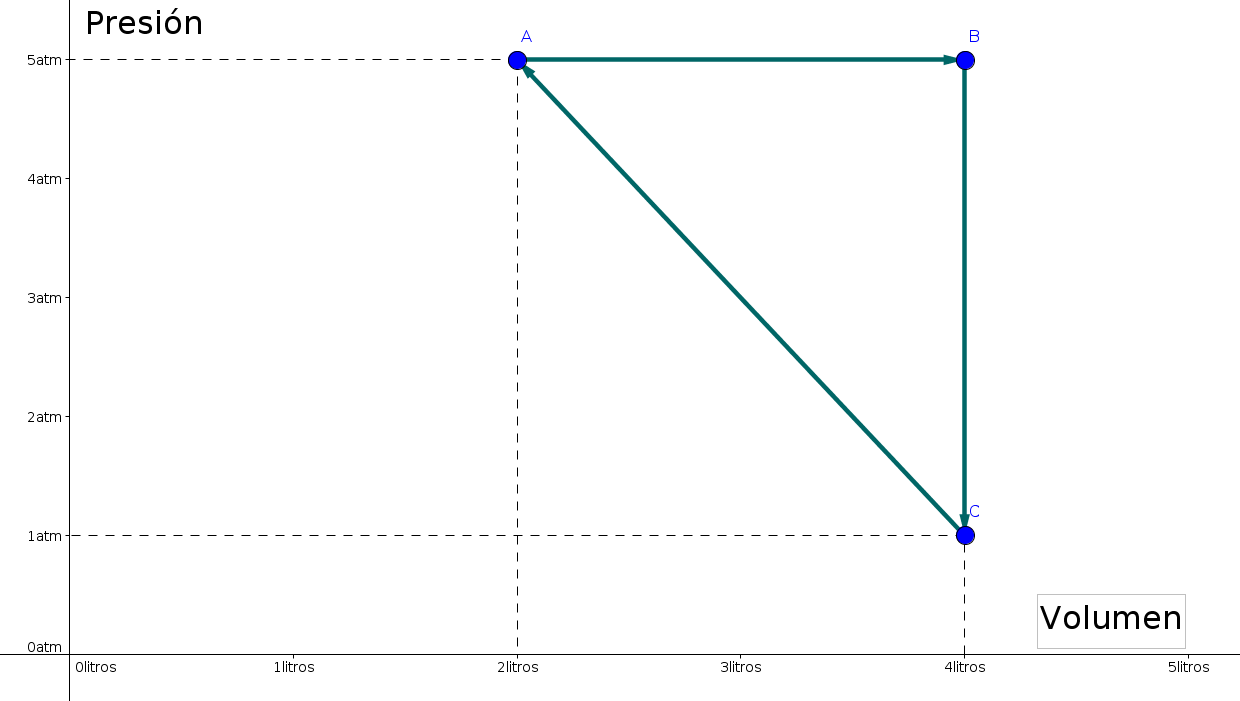 Presión
A
B
5atm
4atm
3atm
2atm
C
1atm
Volumen
0atm
0litros
1litros
2litros
3litros
4litros
5litros